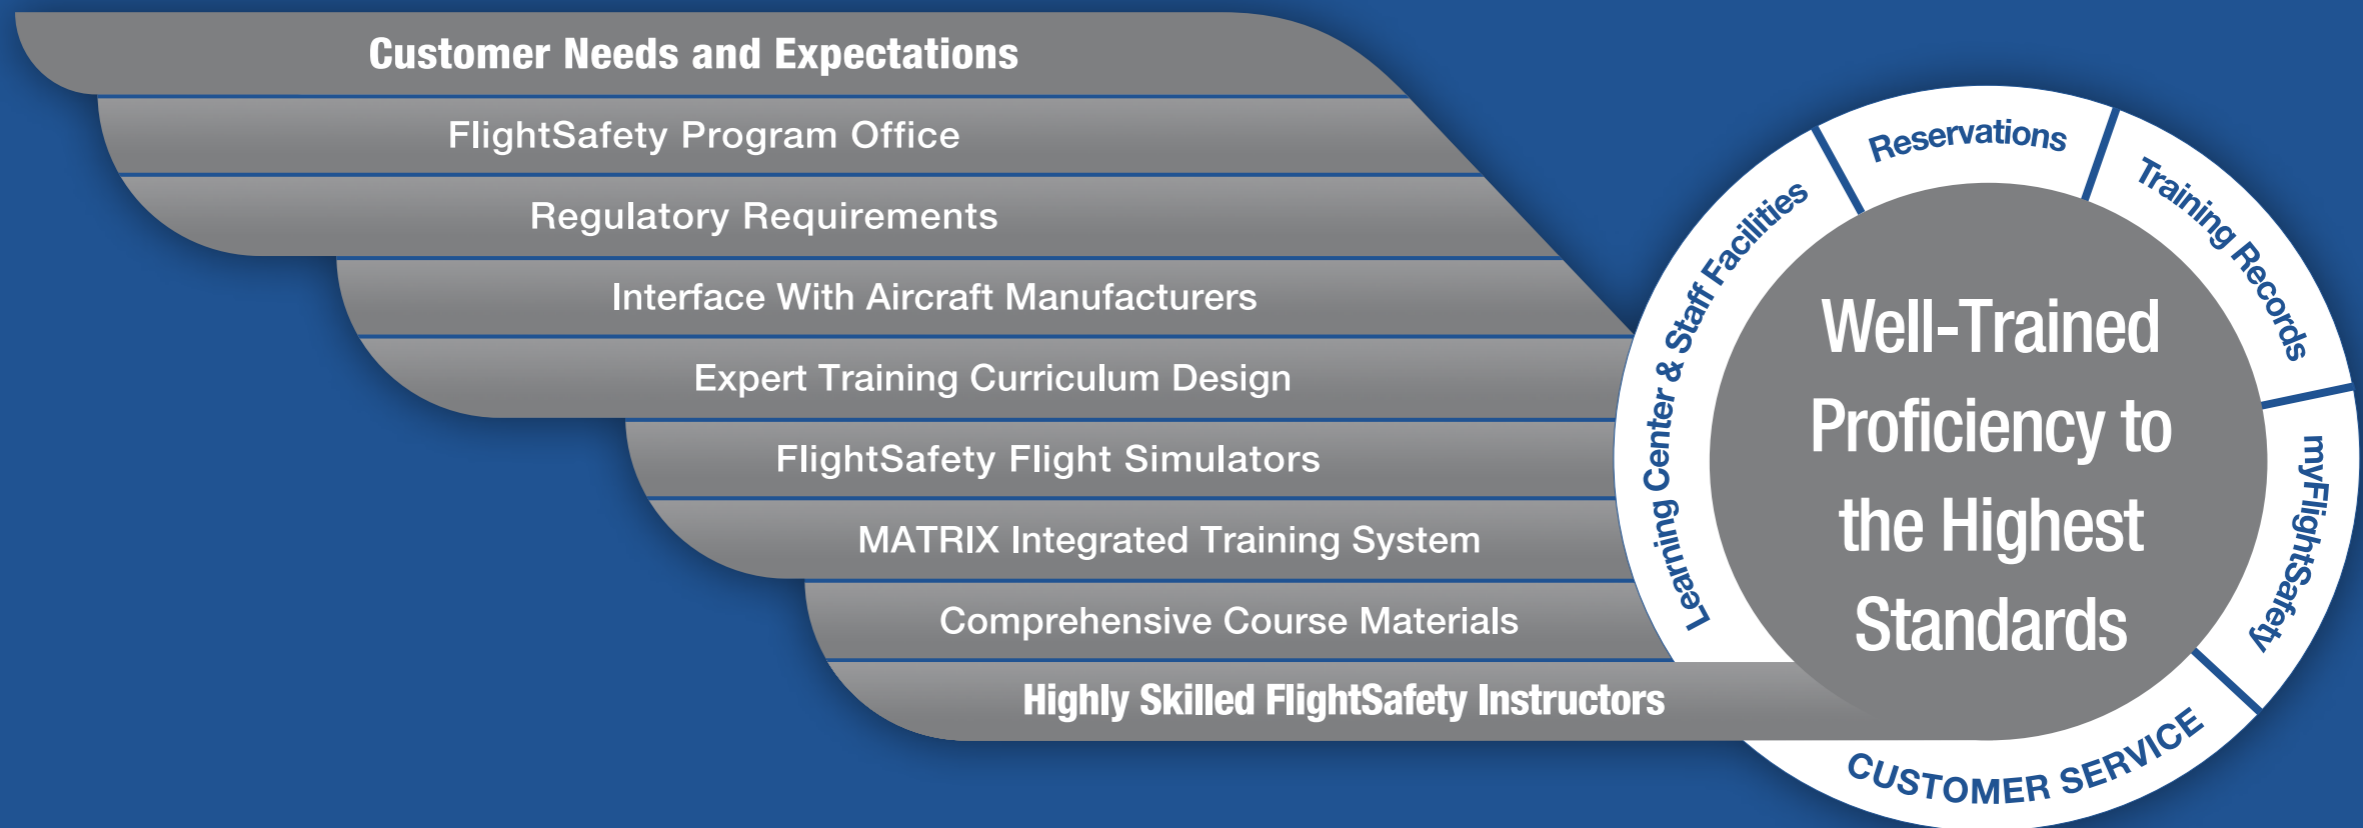 Customer Needs and Expectations
FlightSafety Program Office
Regulatory Requirements
Interface With Aircraft Manufacturers
Expert Training Curriculum Design
FlightSafety Flight Simulators
MATRIX Integrated Training System
Comprehensive Course Materials
Highly Skilled FlightSafety Instructors
Learning Center & Staff Facilities
Reservations
Training Records
myFlightSafety
CUSTOMER SERVICE
Well-Trained
Proficiency to
the Highest
Standards